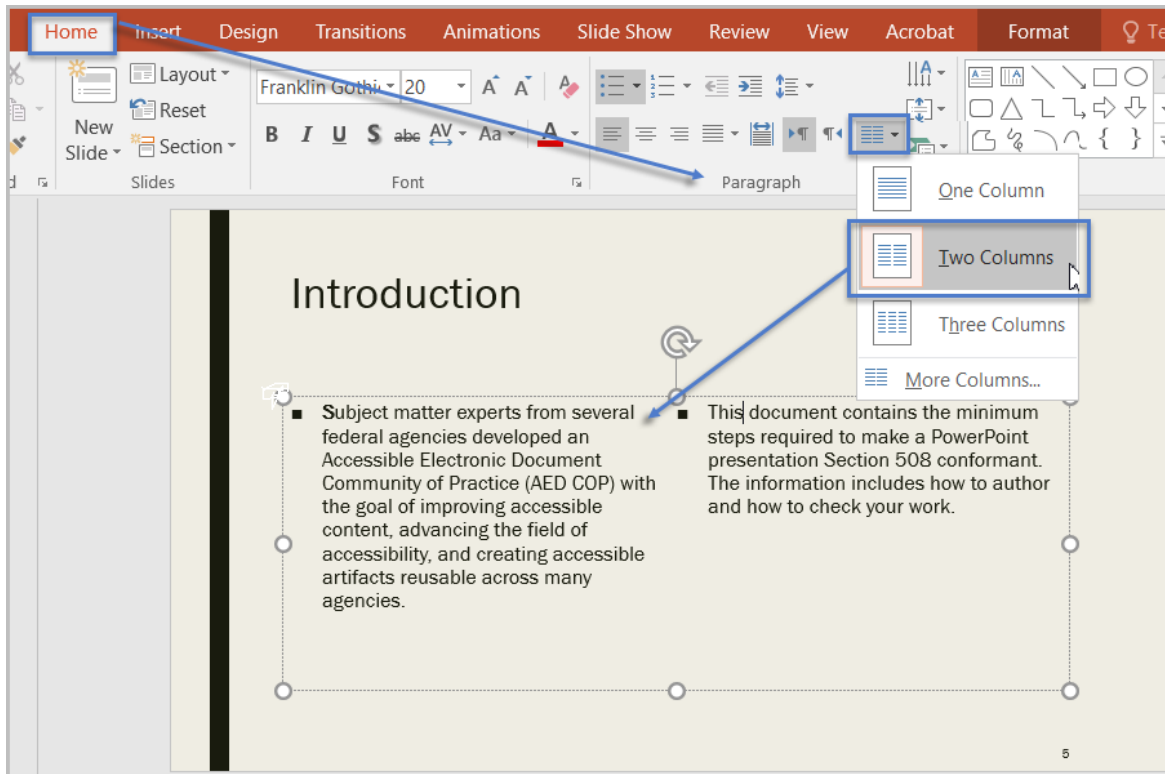 Home Insert Design Transitions Animations Slide Show Review View Acrobat Format Te
Layout
Reset
Section
New
Slide
Franklin Gothi 20 A A
B I U S abc AV Aa A
Slides Font Paragraph
One Column
Two Columns
Three Columns
More Columns...
Introduction
■ Subject matter experts from several
federal agencies developed an
Accessible Electronic Document
Community of Practice (AED COP) with
the goal of improving accessible
content, advancing the field of
accessibility, and creating accessible
artifacts reusable across many
agencies.
■ This document contains the minimum
steps required to make a PowerPoint
presentation Section 508 conformant.
The information includes how to author
and how to check your work.
5